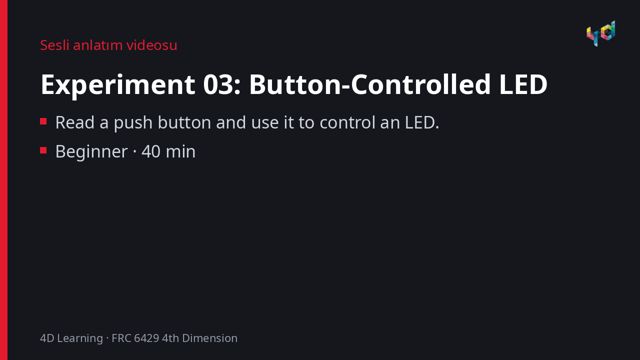 Sesli anlatım videosu
Experiment 03: Button-Controlled LED
Read a push button and use it to control an LED.
Beginner · 40 min
4D Learning · FRC 6429 4th Dimension
4d